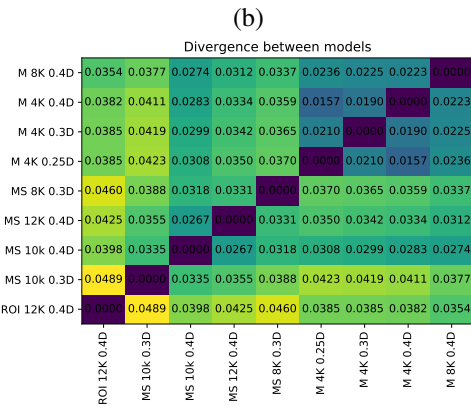 (b)
Divergence between models
M 8K 0.4D 0.0354 0.0377 0.0274 0.0312 0.0337 0.0236 0.0225 0.0223 0.0000
M 4K 0.4D 0.0382 0.0411 0.0283 0.0334 0.0359 0.0157 0.0190 0.0000 0.0223
M 4K 0.3D 0.0385 0.0419 0.0299 0.0342 0.0365 0.0210 0.0000 0.0190 0.0225
M 4K 0.25D 0.0385 0.0423 0.0308 0.0350 0.0370 0.0000 0.0210 0.0157 0.0236
MS 8K 0.3D 0.0460 0.0388 0.0318 0.0331 0.0000 0.0370 0.0365 0.0359 0.0337
MS 12K 0.4D 0.0425 0.0355 0.0267 0.0000 0.0331 0.0350 0.0342 0.0334 0.0312
MS 10k 0.4D 0.0398 0.0335 0.0000 0.0267 0.0318 0.0308 0.0299 0.0283 0.0274
MS 10k 0.3D 0.0489 0.0000 0.0335 0.0355 0.0388 0.0423 0.0419 0.0411 0.0377
ROI 12K 0.4D 0.0000 0.0489 0.0398 0.0425 0.0460 0.0385 0.0385 0.0382 0.0354
ROI 12K 0.4D
MS 10k 0.3D
MS 10k 0.4D
MS 12K 0.4D
MS 8K 0.3D
M 4K 0.25D
M 4K 0.3D
M 4K 0.4D
M 8K 0.4D